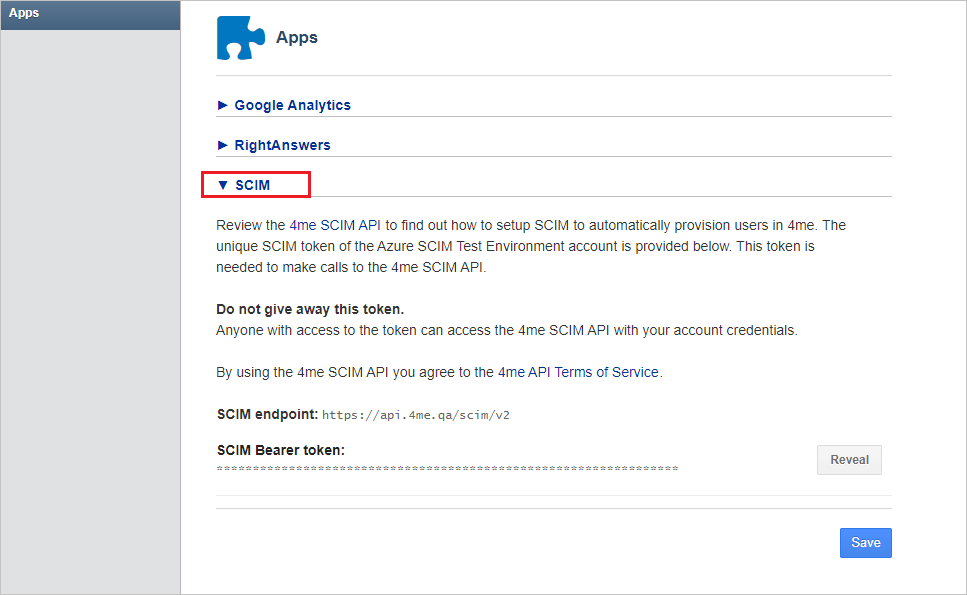 Apps
Apps
► Google Analytics
► RightAnswers
▼ SCIM
Review the 4me SCIM API to find out how to setup SCIM to automatically provision users in 4me. The
unique SCIM token of the Azure SCIM Test Environment account is provided below. This token is
needed to make calls to the 4me SCIM API.
Do not give away this token.
Anyone with access to the token can access the 4me SCIM API with your account credentials.
By using the 4me SCIM API you agree to the 4me API Terms of Service.
SCIM endpoint: https://api.4me.qa/scim/v2
SCIM Bearer token:
****************************************************************
Reveal
Save